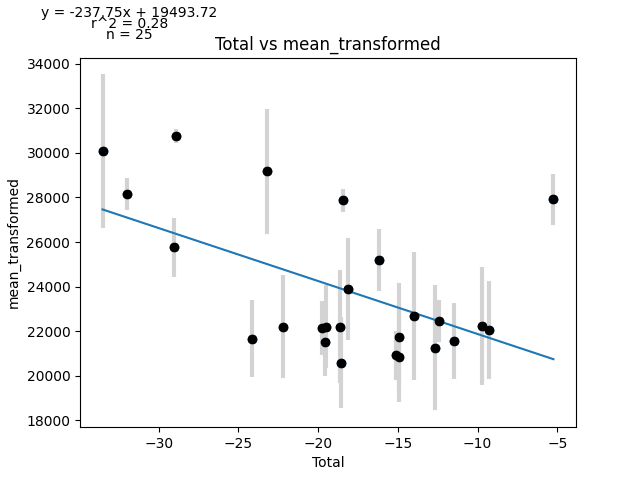 y = -237.75x + 19493.72
r^2 = 0.28
n = 25
Total vs mean_transformed
34000
32000
30000
28000
26000
24000
22000
20000
18000
mean_transformed
−30
−25
−20
−15
−10
−5
Total